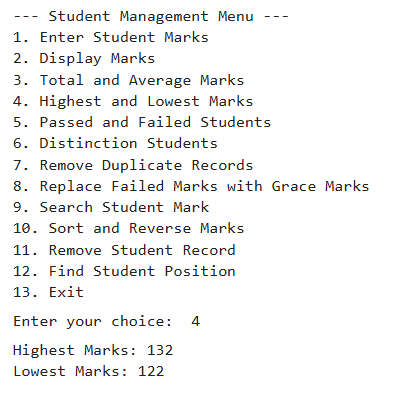 --- Student Management Menu ---
1. Enter Student Marks
2. Display Marks
3. Total and Average Marks
4. Highest and Lowest Marks
5. Passed and Failed Students
6. Distinction Students
7. Remove Duplicate Records
8. Replace Failed Marks with Grace Marks
9. Search Student Mark
10. Sort and Reverse Marks
11. Remove Student Record
12. Find Student Position
13. Exit
Enter your choice:  4
Highest Marks: 132
Lowest Marks: 122